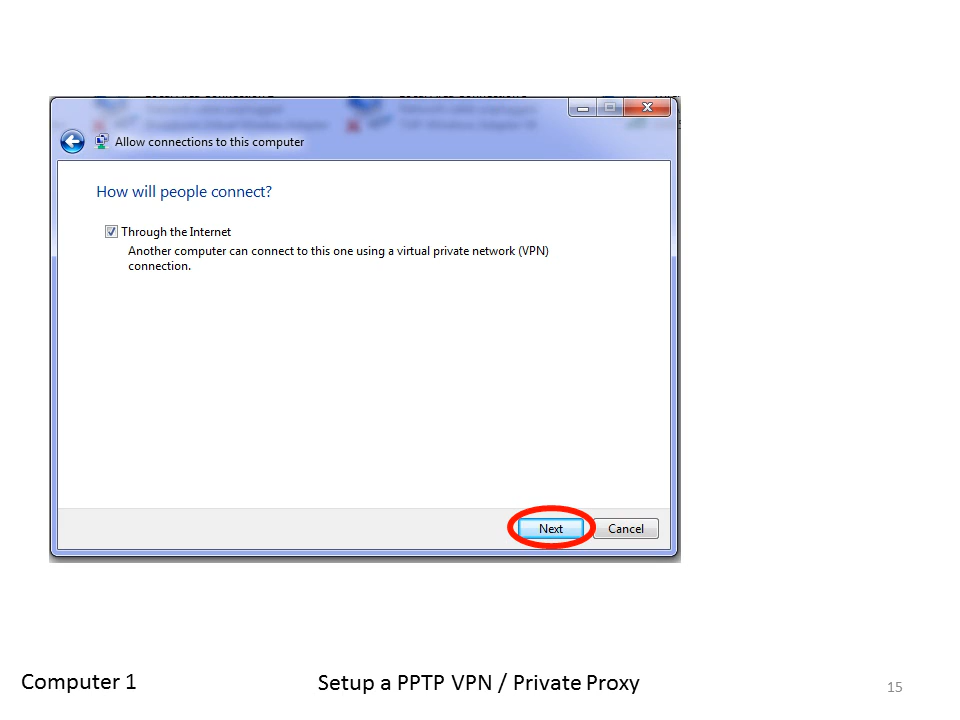 Allow connections to this computer
How will people connect?
Through the Internet
Another computer can connect to this one using a virtual private network (VPN)
connection.
Next
Cancel
Computer 1
Setup a PPTP VPN / Private Proxy
15